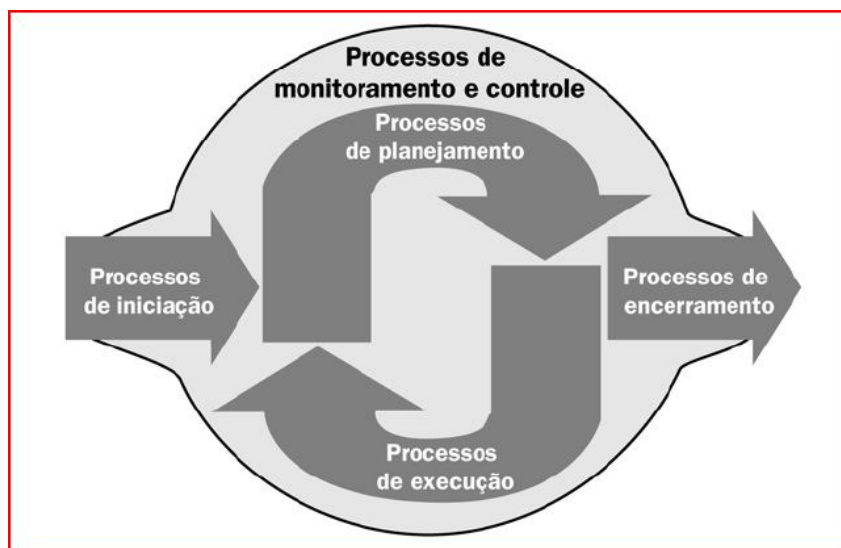 Processos de
monitoramento e controle
Processos
de planejamento
Processos
de iniciação
Processos de
encerramento
Processos
de execução